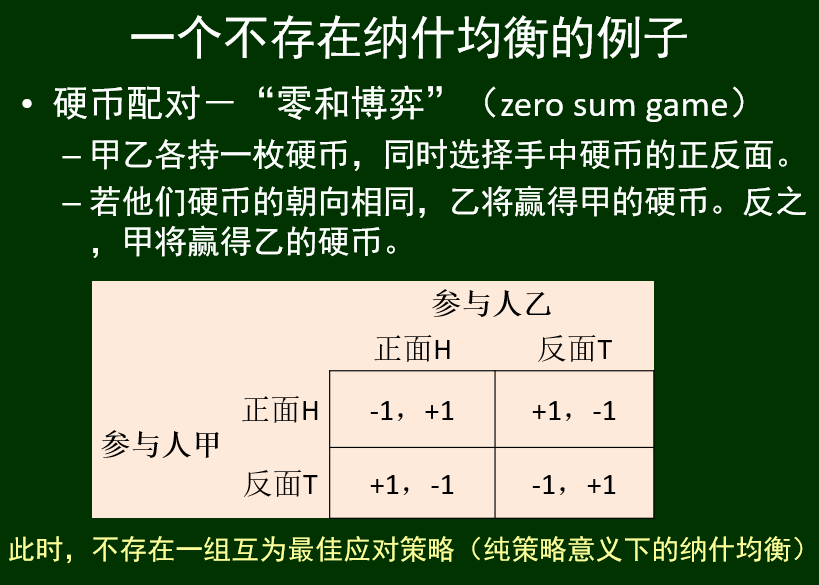 一个不存在纳什均衡的例子
• 硬币配对－“零和博弈”（zero sum game）
– 甲乙各持一枚硬币，同时选择手中硬币的正反面。
– 若他们硬币的朝向相同，乙将赢得甲的硬币。反之
，甲将赢得乙的硬币。
参与人乙
正面H 反面T
正面H -1，+1 +1，-1
参与人甲
反面T +1，-1 -1，+1
此时，不存在一组互为最佳应对策略（纯策略意义下的纳什均衡）